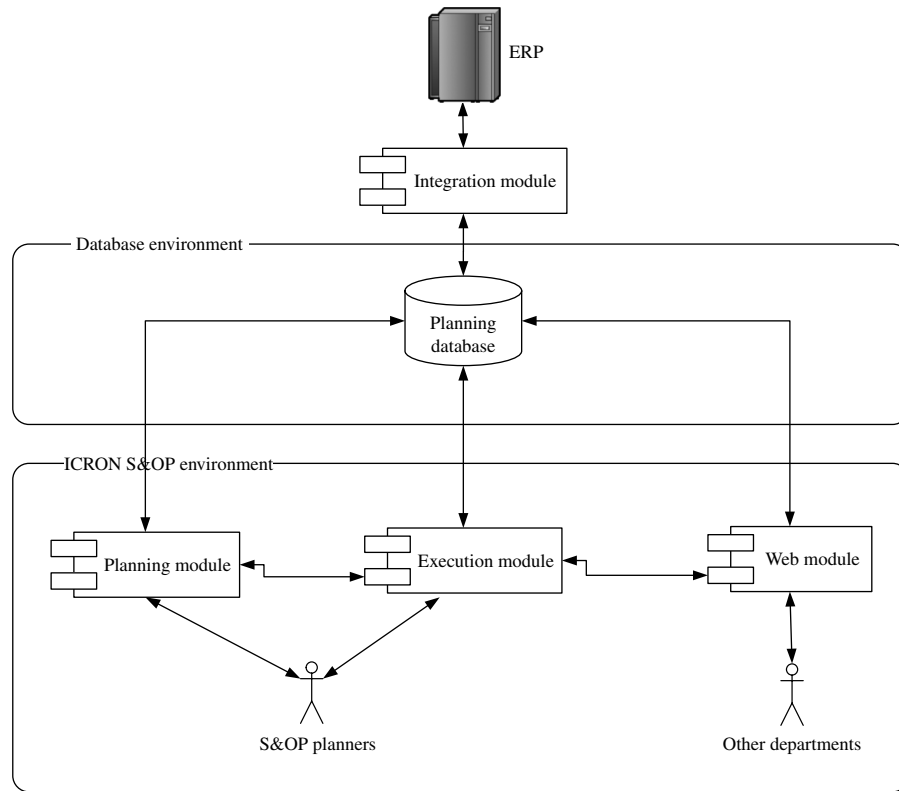 ERP
Integration module
Database environment
Planning
database
ICRON S&OP environment
Planning module
Execution module
Web module
S&OP planners
Other departments